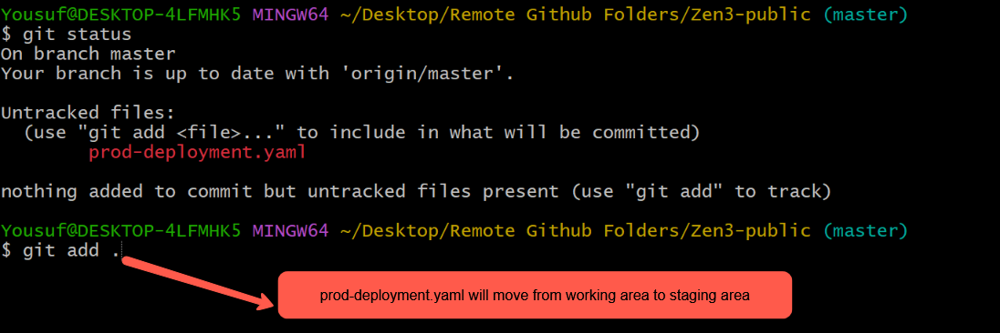 Yousuf@DESKTOP-4LFMHK5 MINGW64 ~/Desktop/Remote Github Folders/Zen3-public (master)
$ git status
On branch master
Your branch is up to date with 'origin/master'.
Untracked files:
  (use "git add <file>..." to include in what will be committed)
        prod-deployment.yaml
nothing added to commit but untracked files present (use "git add" to track)
Yousuf@DESKTOP-4LFMHK5 MINGW64 ~/Desktop/Remote Github Folders/Zen3-public (master)
$ git add .
prod-deployment.yaml will move from working area to staging area